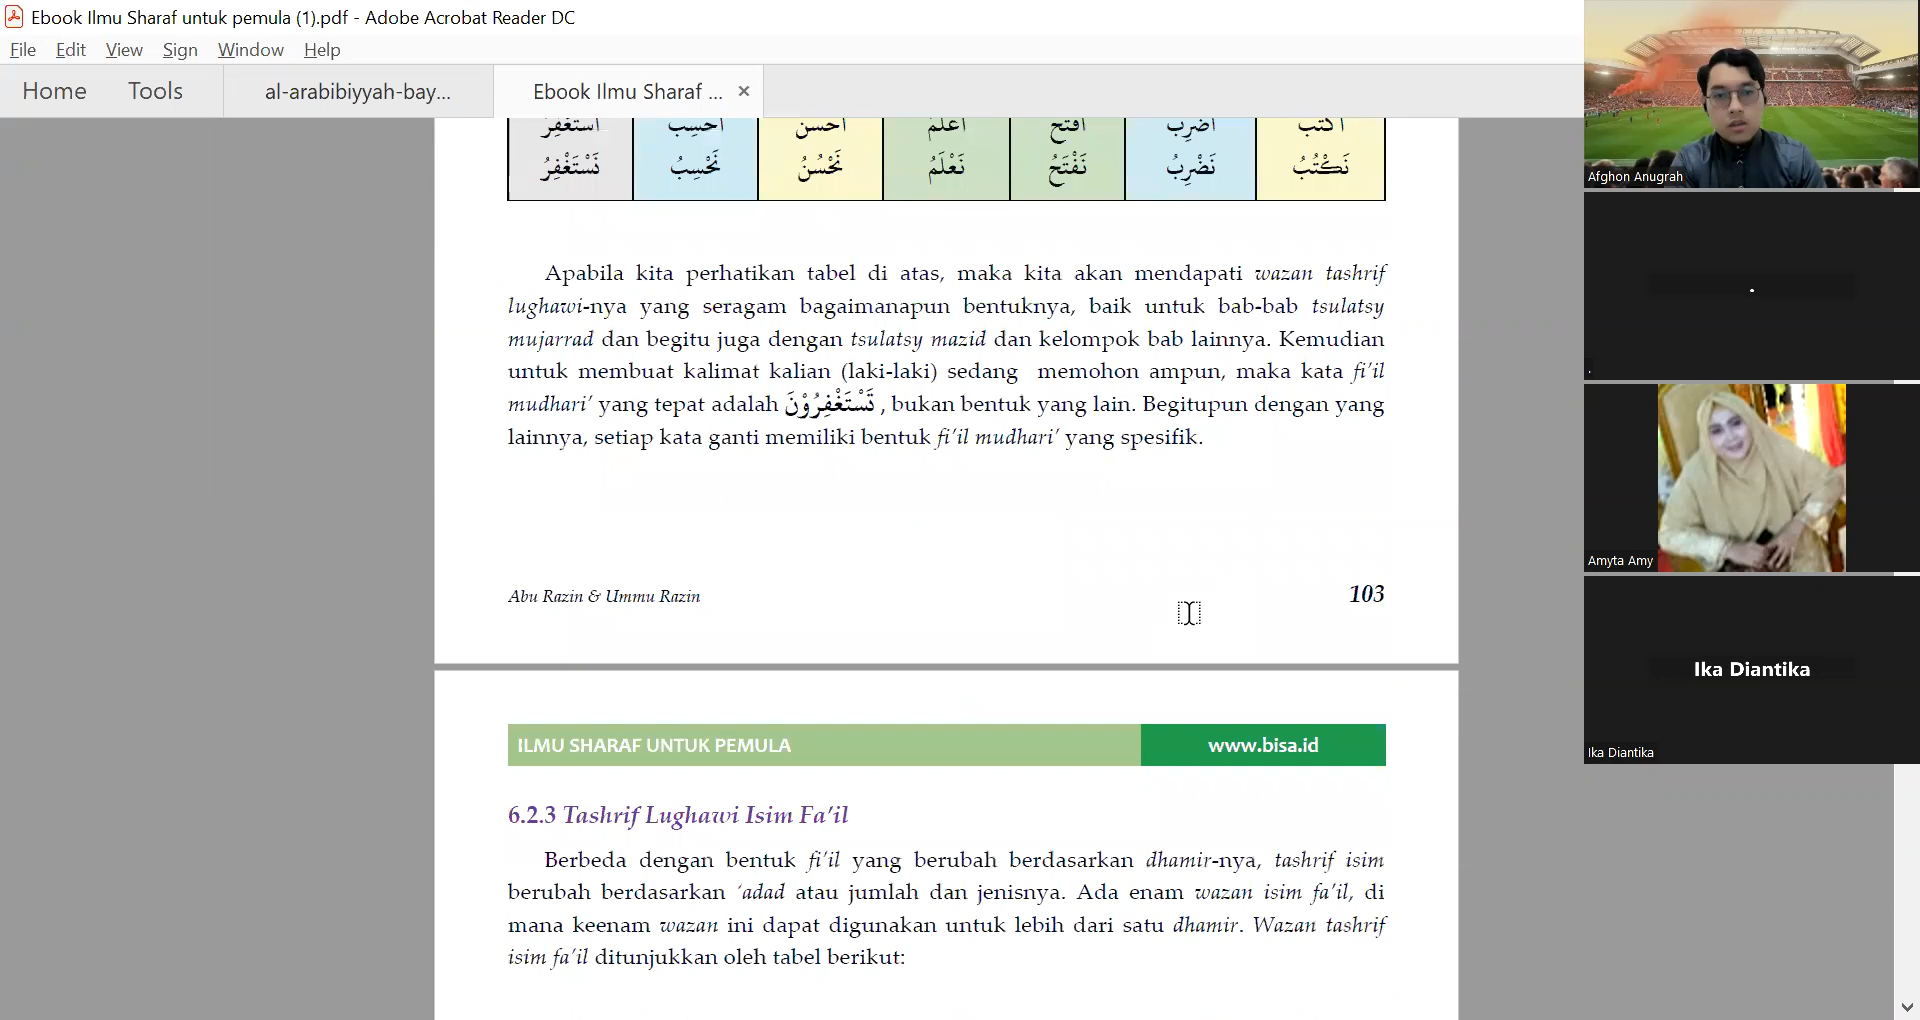 Ebook Ilmu Sharaf untuk pemula (1).pdf - Adobe Acrobat Reader DC
File Edit View Sign Window Help
Home Tools al-arabibiyyah-bay... Ebook Ilmu Sharaf ... ×
أَكْتُبُ أَضْرِبُ أَفْتَحُ أَعْلَمُ أَحْسُنُ أَحْسِبُ أَسْتَغْفِرُ
نَكْتُبُ نَضْرِبُ نَفْتَحُ نَعْلَمُ نَحْسُنُ نَحْسِبُ نَسْتَغْفِرُ
Apabila kita perhatikan tabel di atas, maka kita akan mendapati wazan tashrif
lughawi-nya yang seragam bagaimanapun bentuknya, baik untuk bab-bab tsulatsy
mujarrad dan begitu juga dengan tsulatsy mazid dan kelompok bab lainnya. Kemudian
untuk membuat kalimat kalian (laki-laki) sedang memohon ampun, maka kata fi’il
mudhari’ yang tepat adalah تَسْتَغْفِرُوْنَ , bukan bentuk yang lain. Begitupun dengan yang
lainnya, setiap kata ganti memiliki bentuk fi’il mudhari’ yang spesifik.
Abu Razin & Ummu Razin 103
ILMU SHARAF UNTUK PEMULA www.bisa.id
6.2.3 Tashrif Lughawi Isim Fa’il
Berbeda dengan bentuk fi’il yang berubah berdasarkan dhamir-nya, tashrif isim
berubah berdasarkan ‘adad atau jumlah dan jenisnya. Ada enam wazan isim fa’il, di
mana keenam wazan ini dapat digunakan untuk lebih dari satu dhamir. Wazan tashrif
isim fa’il ditunjukkan oleh tabel berikut:
Afghon Anugrah
.
.
Amyta Amy
Ika Diantika
Ika Diantika